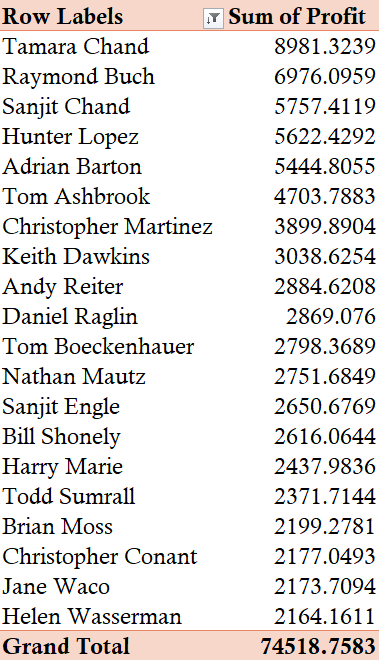 Row Labels Sum of Profit
Tamara Chand 8981.3239
Raymond Buch 6976.0959
Sanjit Chand 5757.4119
Hunter Lopez 5622.4292
Adrian Barton 5444.8055
Tom Ashbrook 4703.7883
Christopher Martinez 3899.8904
Keith Dawkins 3038.6254
Andy Reiter 2884.6208
Daniel Raglin 2869.076
Tom Boeckenhauer 2798.3689
Nathan Mautz 2751.6849
Sanjit Engle 2650.6769
Bill Shonely 2616.0644
Harry Marie 2437.9836
Todd Sumrall 2371.7144
Brian Moss 2199.2781
Christopher Conant 2177.0493
Jane Waco 2173.7094
Helen Wasserman 2164.1611
Grand Total 74518.7583